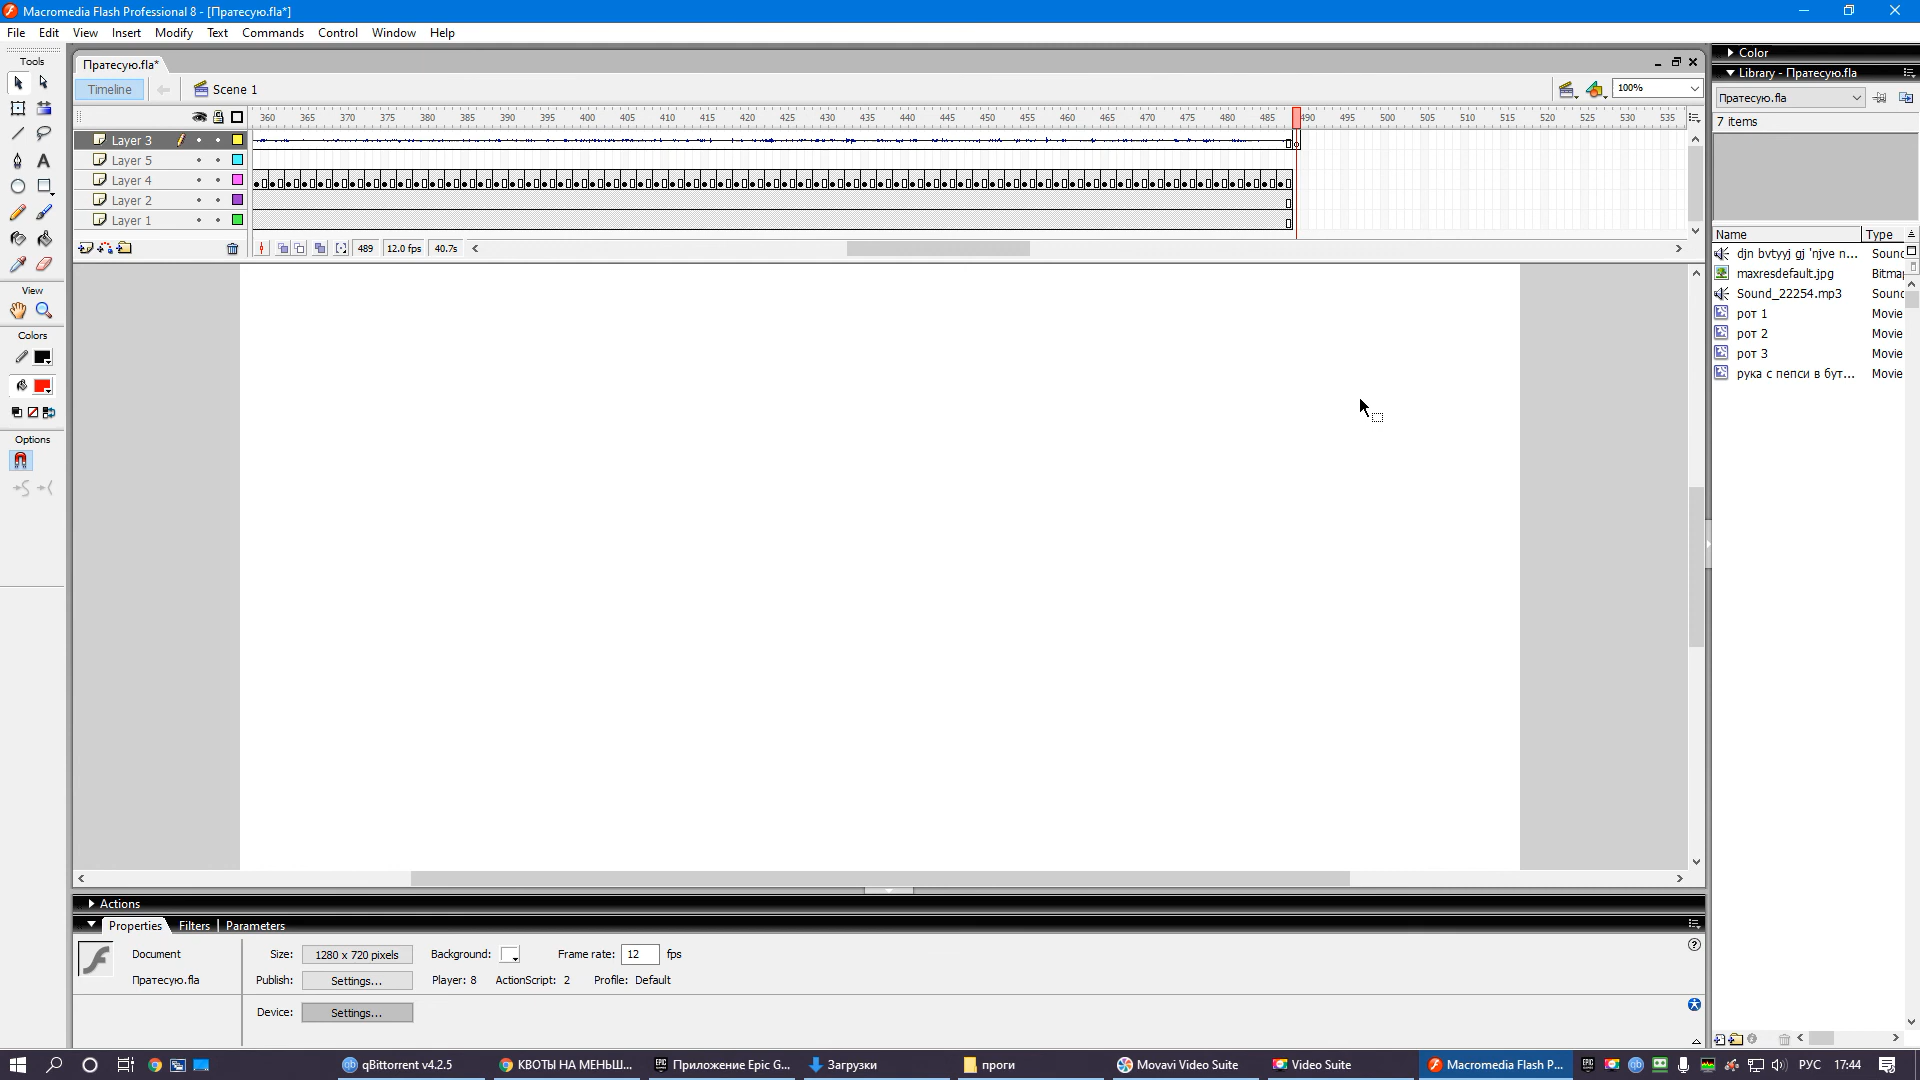 Macromedia Flash Professional 8 - [Пратесую.fla*]
File Edit View Insert Modify Text Commands Control Window Help
Tools
View
Colors
Options
Пратесую.fla*
Timeline
Scene 1
100%
360 365 370 375 380 385 390 395 400 405 410 415 420 425 430 435 440 445 450 455 460 465 470 475 480 485 490 495 500 505 510 515 520 525 530 535
Layer 3
Layer 5
Layer 4
Layer 2
Layer 1
489 12.0 fps 40.7s
Color
Library - Пратесую.fla
Пратесую.fla
7 items
Name Type
djn bvtyyj gj 'njve n... Sound
maxresdefault.jpg Bitmap
Sound_22254.mp3 Sound
рот 1 Movie
рот 2 Movie
рот 3 Movie
рука с пепси в бут... Movie
Actions
Properties Filters Parameters
Document
Пратесую.fla
Size: 1280 x 720 pixels Background: Frame rate: 12 fps
Publish: Settings... Player: 8 ActionScript: 2 Profile: Default
Device: Settings...
qBittorrent v4.2.5
КВОТЫ НА МЕНЬШ...
Приложение Epic G...
Загрузки
проги
Movavi Video Suite
Video Suite
Macromedia Flash P...
РУС 17:44